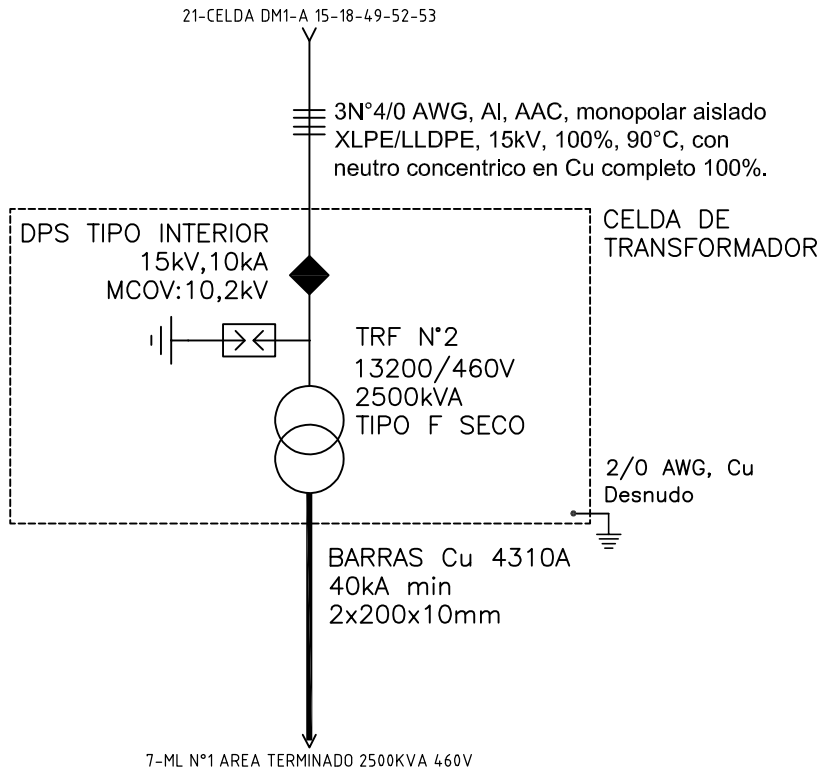 21-CELDA DM1-A 15-18-49-52-53
3N°4/0 AWG, Al, AAC, monopolar aislado
XLPE/LLDPE, 15kV, 100%, 90°C, con
neutro concentrico en Cu completo 100%.
CELDA DE
TRANSFORMADOR
DPS TIPO INTERIOR
15kV,10kA
MCOV:10,2kV
TRF N°2
13200/460V
2500kVA
TIPO F SECO
2/0 AWG, Cu
Desnudo
BARRAS Cu 4310A
40kA min
2x200x10mm
7-ML N°1 AREA TERMINADO 2500KVA 460V